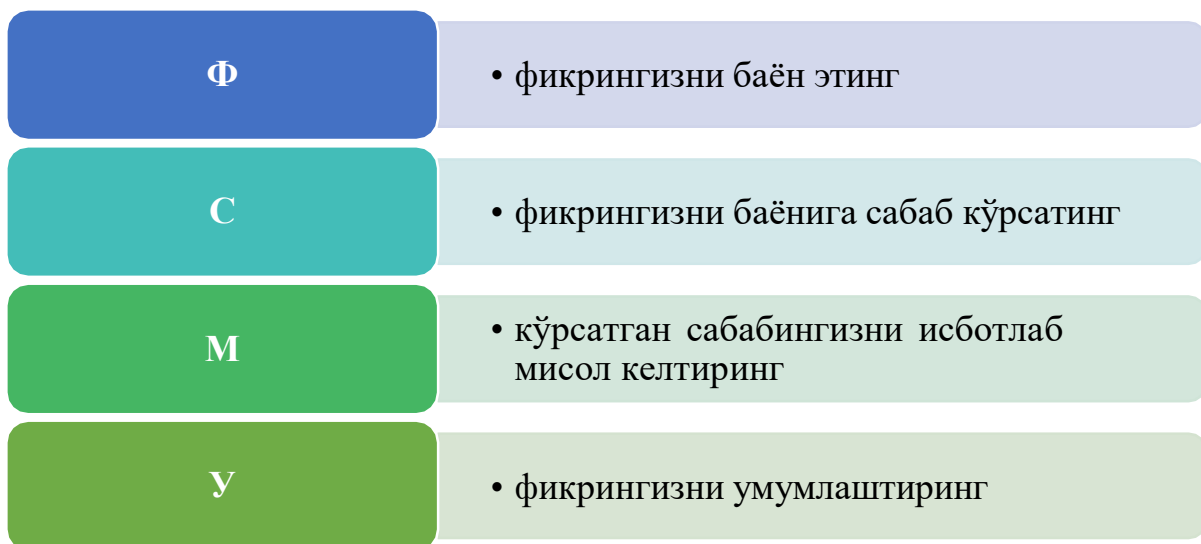 Ф
• фикрингизни баён этинг
С
• фикрингизни баёнига сабаб кўрсатинг
М
• кўрсатган сабабингизни исботлаб
мисол келтиринг
У
• фикрингизни умумлаштиринг